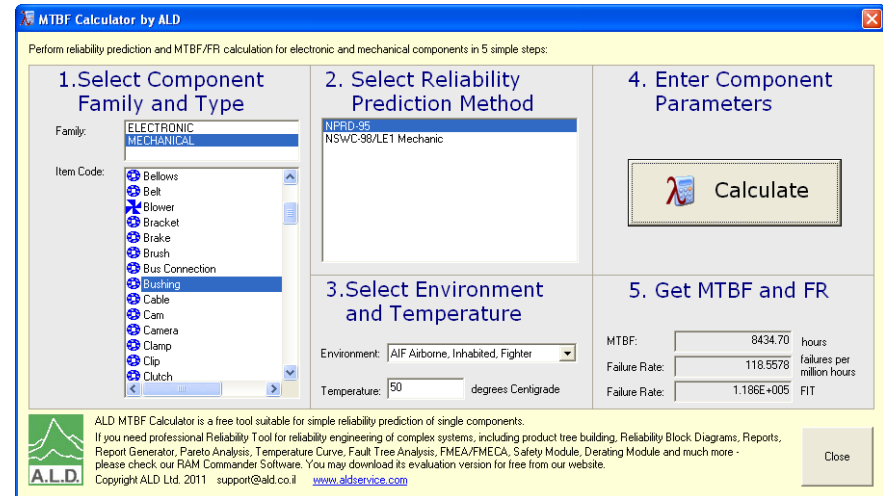 MTBF Calculator by ALD
Perform reliability prediction and MTBF/FR calculation for electronic and mechanical components in 5 simple steps:
1.Select Component
Family and Type
Family:
ELECTRONIC
MECHANICAL
Item Code:
Bellows
Belt
Blower
Bracket
Brake
Brush
Bus Connection
Bushing
Cable
Cam
Camera
Clamp
Clip
Clutch
2. Select Reliability
Prediction Method
NPRD-95
NSWC-98/LE1 Mechanic
3.Select Environment
and Temperature
Environment: AIF Airborne, Inhabited, Fighter
Temperature: 50 degrees Centigrade
4. Enter Component
Parameters
Calculate
5. Get MTBF and FR
MTBF: 8434.70 hours
Failure Rate: 118.5578 failures per
million hours
Failure Rate: 1.186E+005 FIT
ALD MTBF Calculator is a free tool suitable for simple reliability prediction of single components.
If you need professional Reliability Tool for reliability engineering of complex systems, including product tree building, Reliability Block Diagrams, Reports,
Report Generator, Pareto Analysis, Temperature Curve, Fault Tree Analysis, FMEA/FMECA, Safety Module, Derating Module and much more -
please check our RAM Commander Software. You may download its evaluation version for free from our website.
Copyright ALD Ltd. 2011 support@ald.co.il www.aldservice.com
A.L.D.
Close